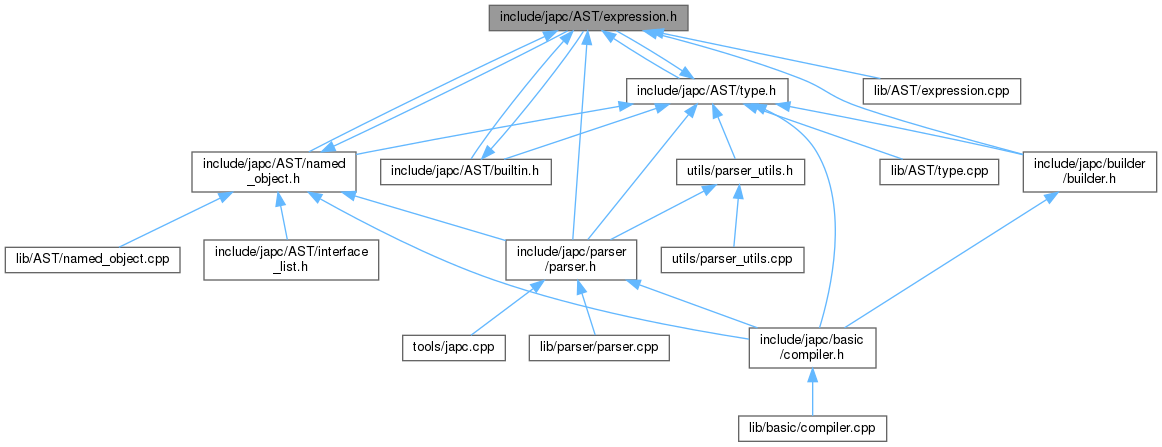 include/japc/AST/expression.h
include/japc/AST/type.h
lib/AST/expression.cpp
include/japc/AST/named
_object.h
include/japc/AST/builtin.h
utils/parser_utils.h
lib/AST/type.cpp
include/japc/builder
/builder.h
lib/AST/named_object.cpp
include/japc/AST/interface
_list.h
include/japc/parser
/parser.h
utils/parser_utils.cpp
tools/japc.cpp
lib/parser/parser.cpp
include/japc/basic
/compiler.h
lib/basic/compiler.cpp